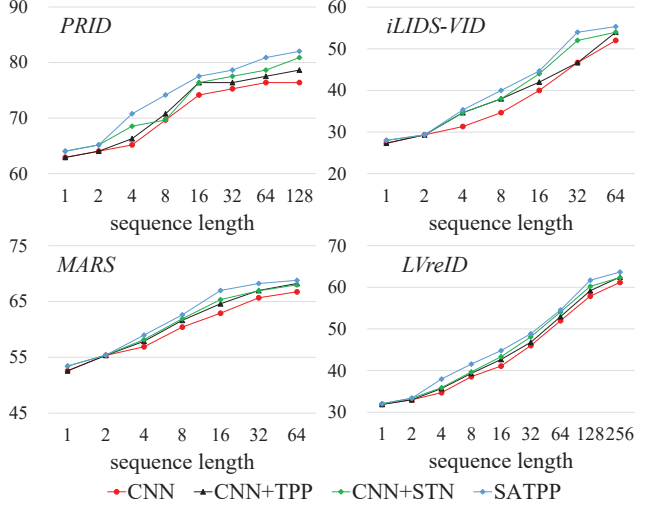 90
PRID
80
70
60
1 2 4 8 16 32 64 128
sequence length
60
iLIDS-VID
50
40
30
20
1 2 4 8 16 32 64
sequence length
75
MARS
65
55
45
1 2 4 8 16 32 64
sequence length
70
LVreID
60
50
40
30
1 2 4 8 16 32 64 128 256
sequence length
CNN CNN+TPP CNN+STN SATPP